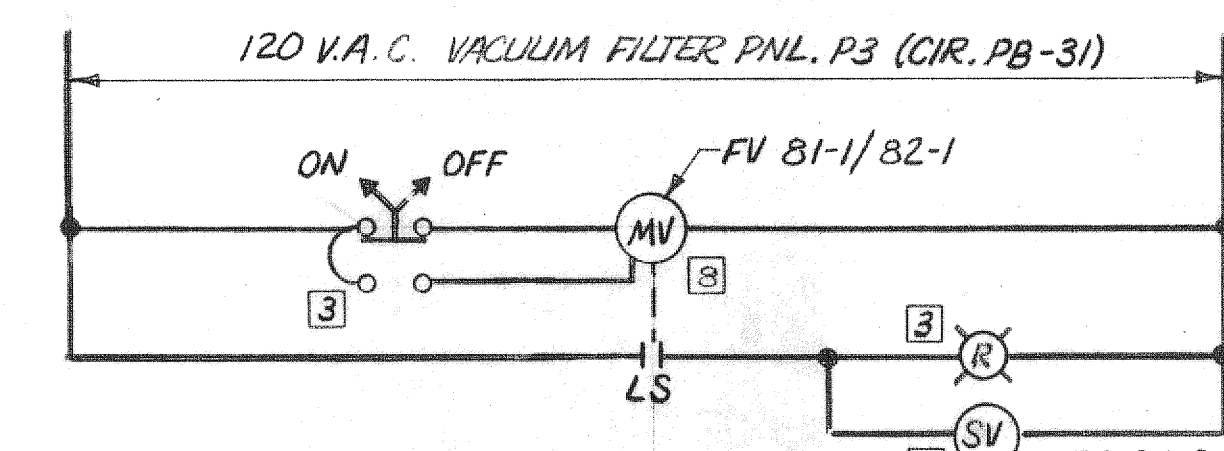 120 V.A.C. VACUUM FILTER PNL. P3 (CIR. PB-31)
ON OFF
FV 81-1/82-1
MV
8
3
3
R
LS
SV